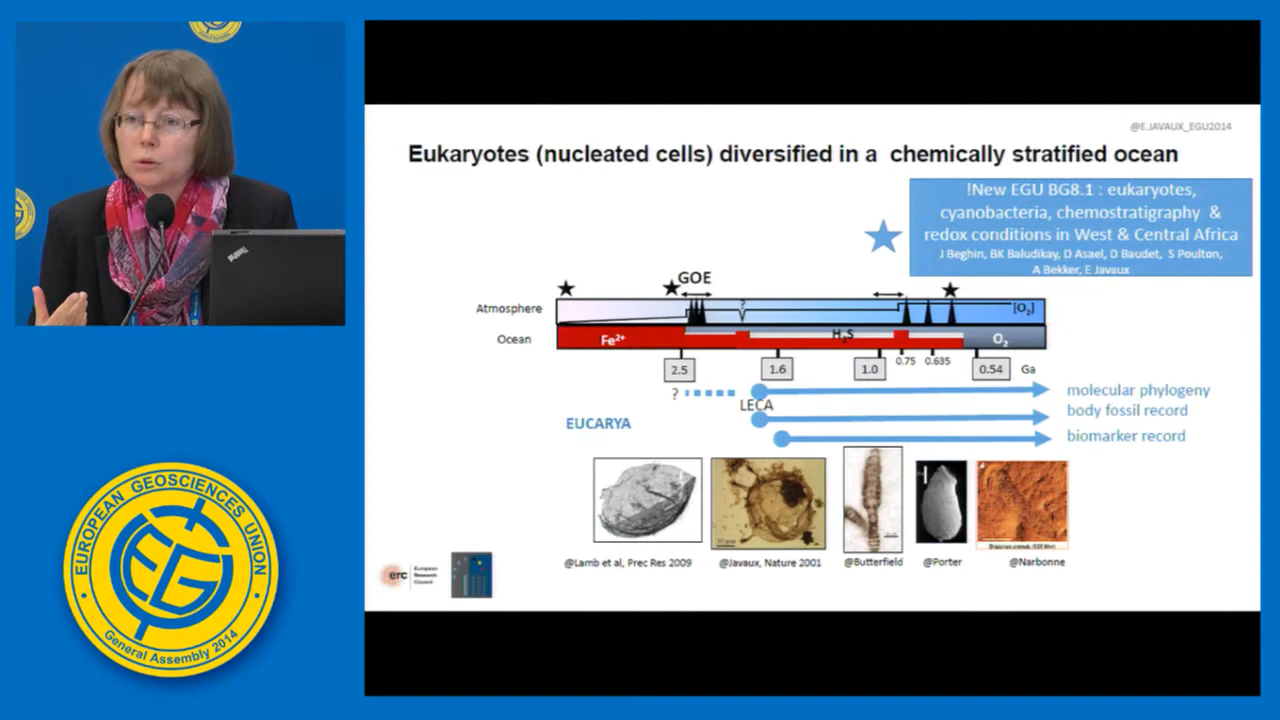 @E.JAVAUX_EGU2014
Eukaryotes (nucleated cells) diversified in a chemically stratified ocean
!New EGU BG8.1 : eukaryotes,
cyanobacteria, chemostratigraphy &
redox conditions in West & Central Africa
J Beghin, BK Baludikay, D Asael, D Baudet, S Poulton,
A Bekker, E Javaux
GOE
Atmosphere
?
[O₂]
Ocean
Fe²⁺
H₂S
O₂
2.5
1.6
1.0
0.75
0.635
0.54
Ga
?
LECA
molecular phylogeny
body fossil record
EUCARYA
biomarker record
@Lamb et al, Prec Res 2009
@Javaux, Nature 2001
@Butterfield
@Porter
@Narbonne
erc
European
Research
Council
EUROPEAN GEOSCIENCES UNION
EGU
General Assembly 2014
ThinkPad